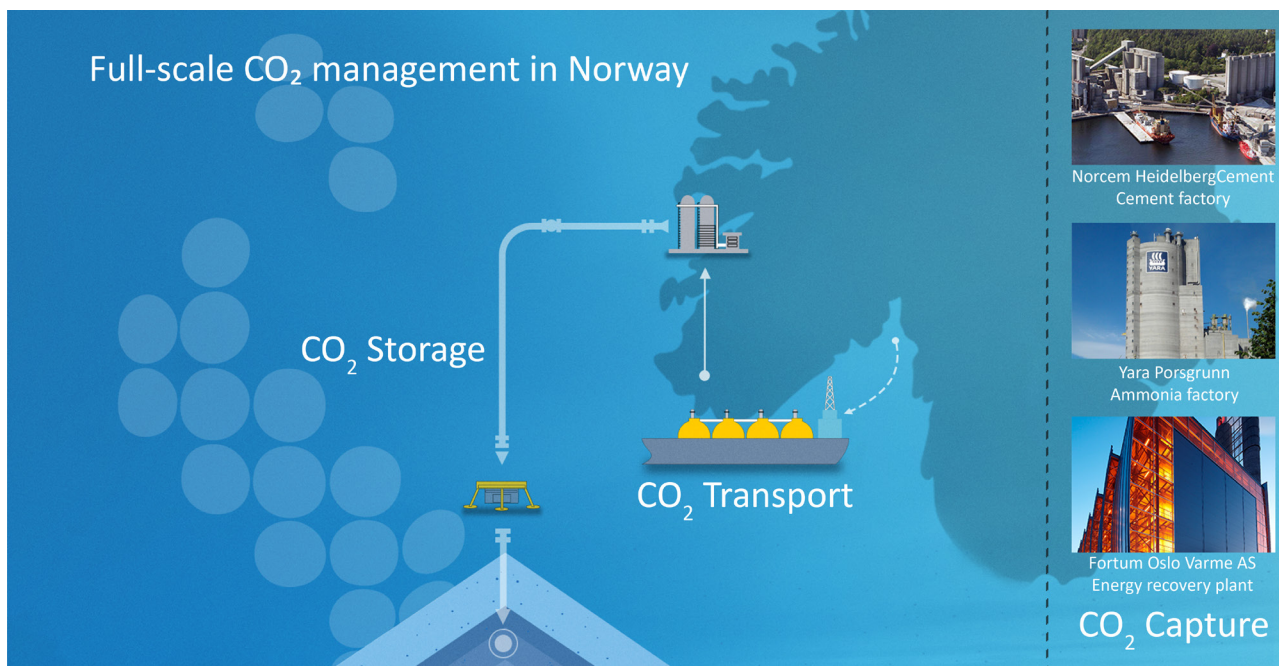 Full-scale CO₂ management in Norway
CO₂ Storage
CO₂ Transport
Norcem HeidelbergCement
Cement factory
YARA
Yara Porsgrunn
Ammonia factory
Fortum Oslo Varme AS
Energy recovery plant
CO₂ Capture